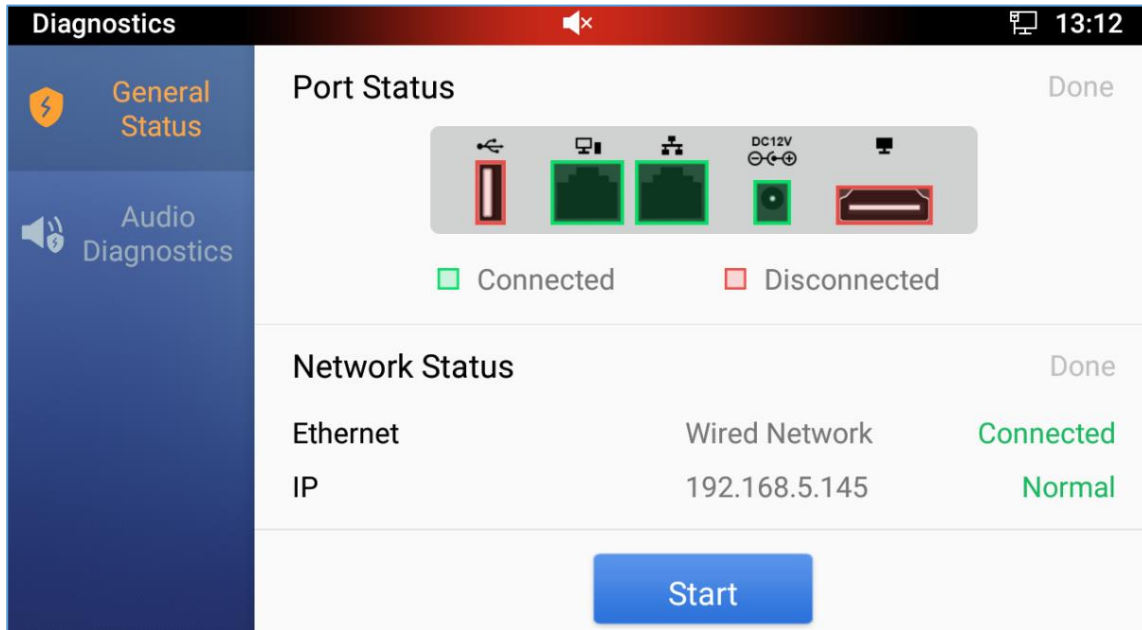 Diagnostics
13:12
General
Status
Audio
Diagnostics
Port Status
Done
DC12V
Connected
Disconnected
Network Status
Done
Ethernet
Wired Network
Connected
IP
192.168.5.145
Normal
Start